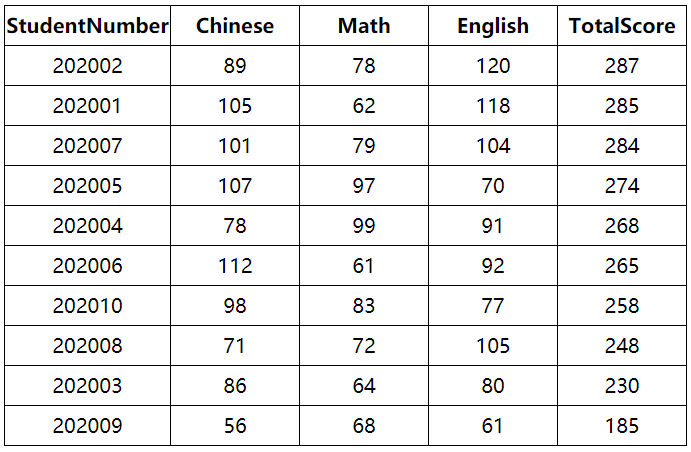 StudentNumber Chinese Math English TotalScore
202002 89 78 120 287
202001 105 62 118 285
202007 101 79 104 284
202005 107 97 70 274
202004 78 99 91 268
202006 112 61 92 265
202010 98 83 77 258
202008 71 72 105 248
202003 86 64 80 230
202009 56 68 61 185